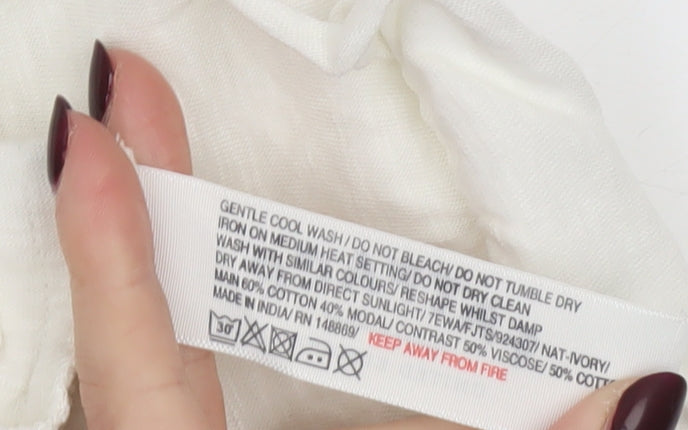 GENTLE COOL WASH/ DO NOT BLEACH/ DO NOT TUMBLE DRY
IRON ON MEDIUM HEAT SETTING/ DO NOT DRY CLEAN
WASH WITH SIMILAR COLOURS/ RESHAPE WHILST DAMP
DRY AWAY FROM DIRECT SUNLIGHT/ 7EWA/FJTS/924307/ NAT-IVORY/
MAIN 60% COTTON 40% MODAL/ CONTRAST 50% VISCOSE/ 50% COTT
MADE IN INDIA/ RN 148869/ KEEP AWAY FROM FIRE
30